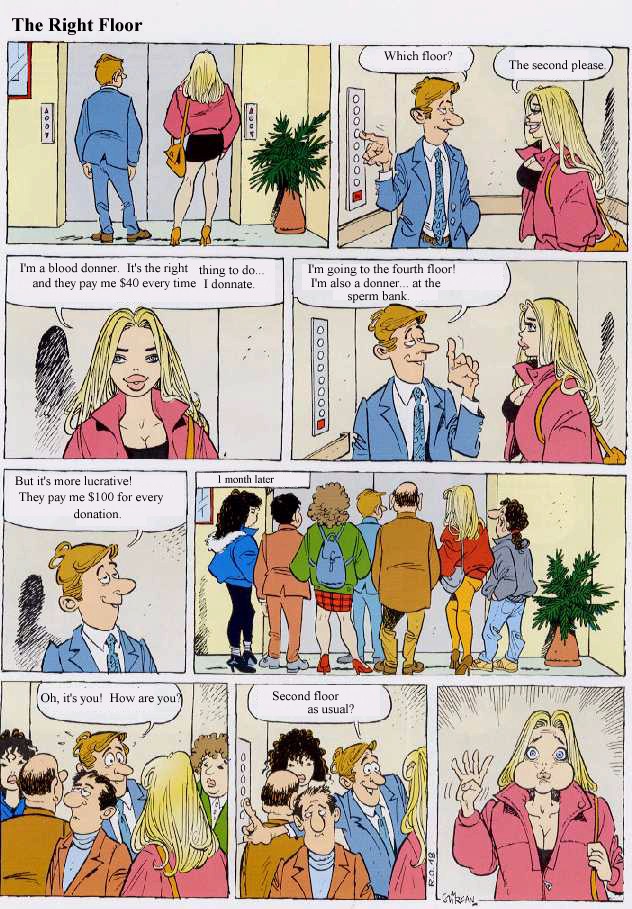 The Right Floor
Which floor?
The second please.
I'm a blood donner. It's the right thing to do...
and they pay me $40 every time I donnate.
I'm going to the fourth floor!
I'm also a donner... at the
sperm bank.
But it's more lucrative!
They pay me $100 for every
donation.
1 month later
Oh, it's you! How are you?
Second floor
as usual?